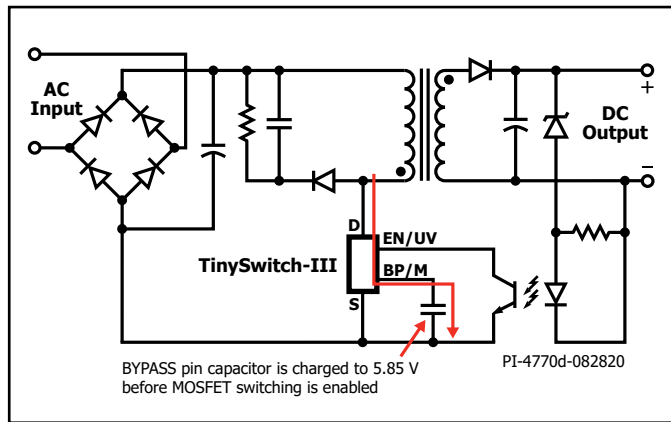 AC
Input
DC
Output
+
−
D
EN/UV
TinySwitch-III
BP/M
S
BYPASS pin capacitor is charged to 5.85 V
before MOSFET switching is enabled
PI-4770d-082820